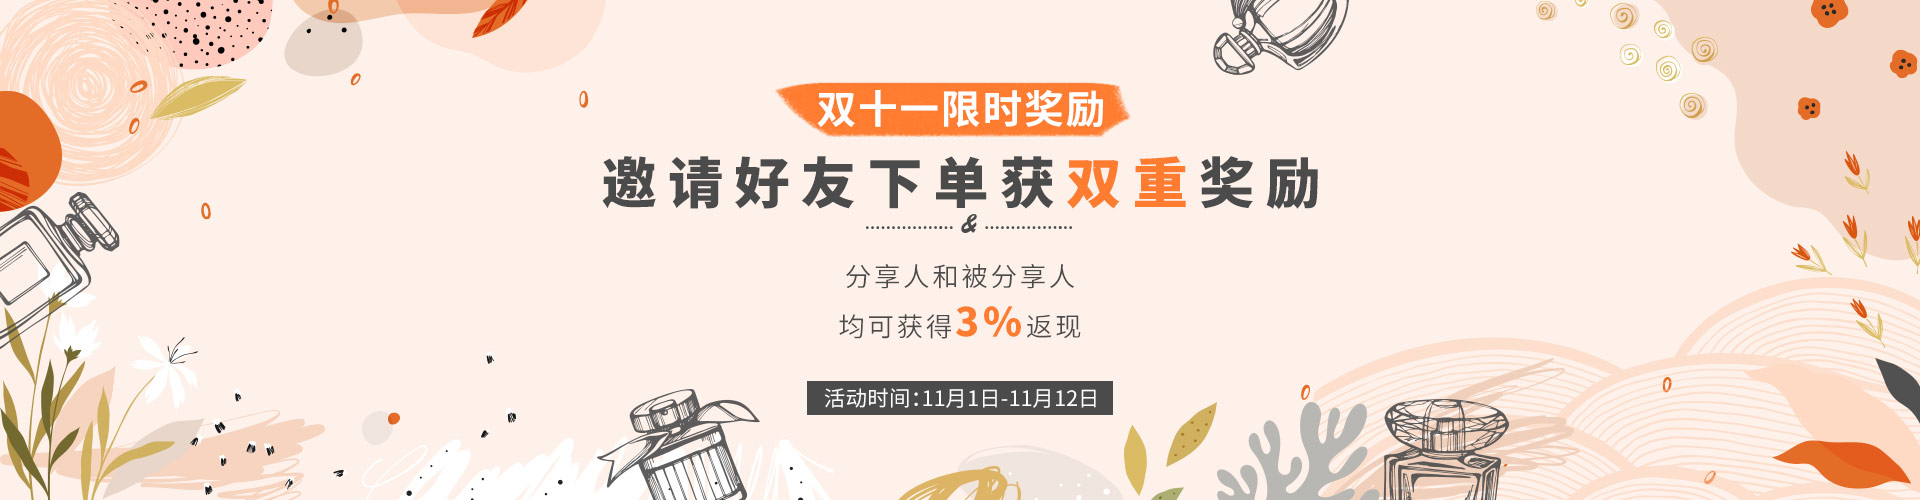 双十一限时奖励
邀请好友下单获双重奖励
&
分享人和被分享人
均可获得3%返现
活动时间：11月1日-11月12日